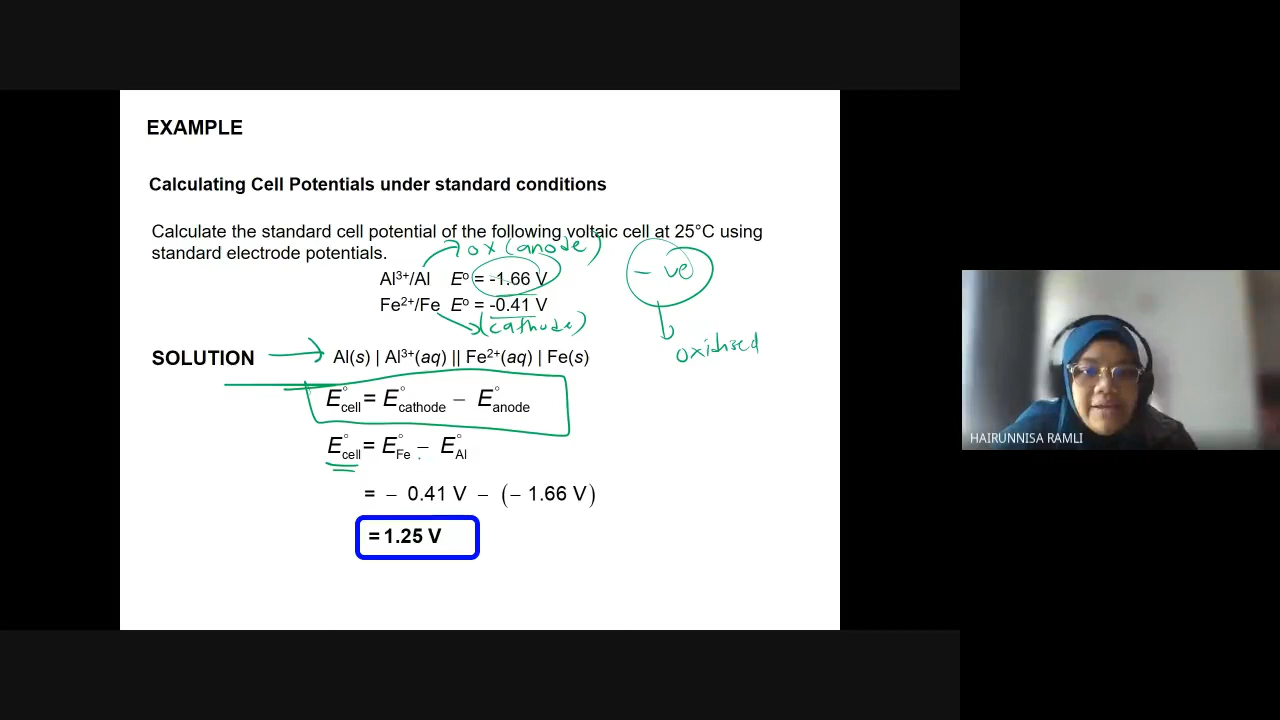 EXAMPLE
Calculating Cell Potentials under standard conditions
Calculate the standard cell potential of the following voltaic cell at 25°C using
standard electrode potentials.
ox (anode)
Al³⁺/Al E° = -1.66 V
- ve
Fe²⁺/Fe E° = -0.41 V
(cathode)
oxidised
SOLUTION Al(s) | Al³⁺(aq) || Fe²⁺(aq) | Fe(s)
E°cell = E°cathode – E°anode
E°cell = E°Fe – E°Al
= – 0.41 V – (– 1.66 V)
= 1.25 V
HAIRUNNISA RAMLI